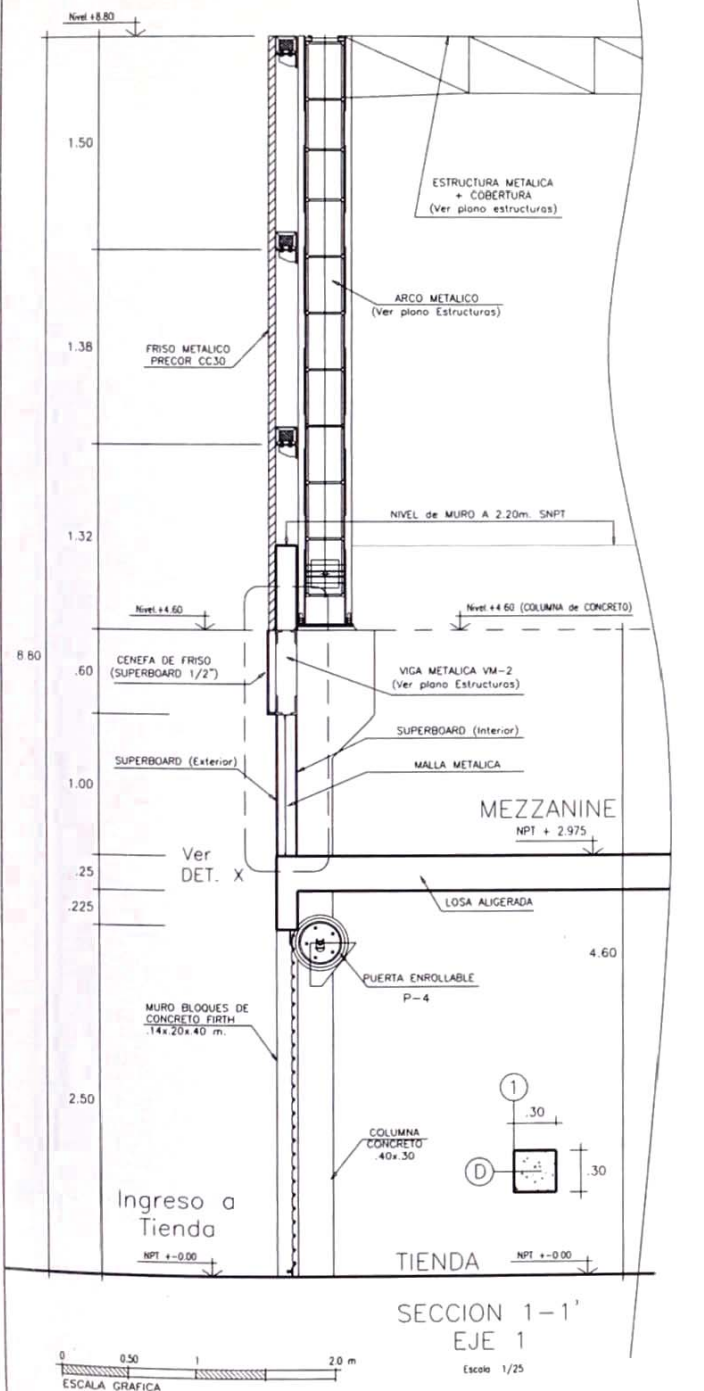 Nivel +8.80
1.50
ESTRUCTURA METALICA
+ COBERTURA
(Ver plano estructuras)
ARCO METALICO
(Ver plano Estructuras)
1.38
FRISO METALICO
PRECOR CC30
NIVEL de MURO A 2.20m. SNPT
1.32
Nivel.+4.60
Nivel.+4.60 (COLUMNA de CONCRETO)
8.80
.60
CENEFA DE FRISO
(SUPERBOARD 1/2")
VIGA METALICA VM-2
(Ver plano Estructuras)
SUPERBOARD (Interior)
SUPERBOARD (Exterior)
MALLA METALICA
1.00
MEZZANINE
NPT + 2.975
Ver
DET. X
.25
.225
LOSA ALIGERADA
4.60
PUERTA ENROLLABLE
P-4
MURO BLOQUES DE
CONCRETO FIRTH
.14x.20x.40 m.
2.50
1
.30
COLUMNA
CONCRETO
.40x.30
D
.30
Ingreso a
Tienda
NPT +-0.00
TIENDA
NPT +-0.00
SECCION 1-1'
EJE 1
Escala 1/25
0 0.50 1 2.0 m
ESCALA GRAFICA